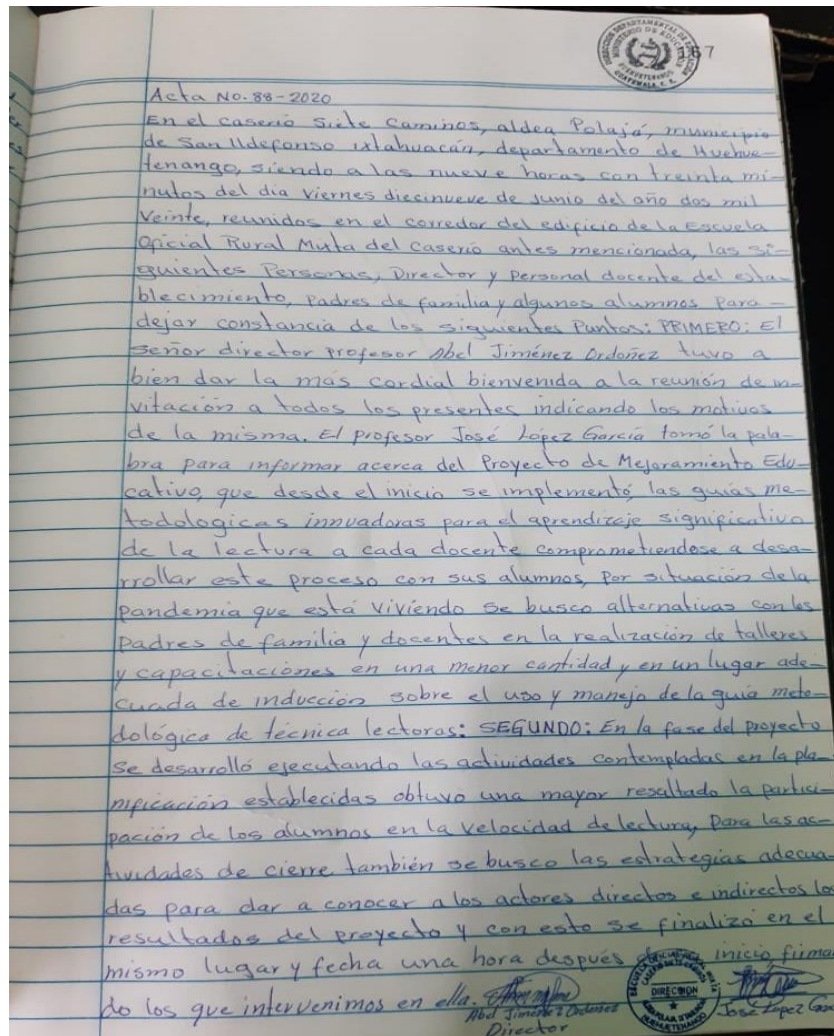 DIRECCION DEPARTAMENTAL DE EDUCACIÓN
MINISTERIO DE EDUCACIÓN
HUEHUETENANGO
GUATEMALA, C. A.
167
Acta No. 88-2020
En el caserio Siete Caminos, aldea Polajá, municipio
de San Ildefonso Ixtahuacán, departamento de Huehue-
tenango, siendo a las nueve horas con treinta mi-
nutos del día viernes diecinueve de junio del año dos mil
veinte, reunidos en el corredor del edificio de la Escuela
Oficial Rural Mixta del Caserio antes mencionada, las si-
guientes Personas, Director y personal docente del esta-
blecimiento, padres de familia y algunos alumnos para -
dejar constancia de los siguientes Puntos: PRIMERO: El
señor director profesor Abel Jiménez Ordoñez tuvo a
bien dar la más cordial bienvenida a la reunión de in-
vitación a todos los presentes indicando los motivos
de la misma. El profesor José López García tomó la pala-
bra para informar acerca del Proyecto de Mejoramiento Edu-
cativo, que desde el inicio se implementó, las guías me-
todologicas innvadoras para el aprendizaje significativo
de la lectura a cada docente comprometiendose a desa-
rrollar este proceso con sus alumnos, por situación de la
pandemia que está viviendo se busco alternativas con los
padres de familia y docentes en la realización de talleres
y capacitaciones en una menor cantidad y en un lugar ade-
cuada de inducción sobre el uso y manejo de la guía meto-
dológica de técnica lectoras: SEGUNDO: En la fase del proyecto
se desarrolló ejecutando las actividades contempladas en la pla-
nificación establecidas obtuvo una mayor resultado la partici-
pación de los alumnos en la velocidad de lectura, para las ac-
tividades de cierre también se busco las estrategias adecua-
das para dar a conocer a los actores directos e indirectos los
resultados del proyecto y con esto se finalizó en el
mismo lugar y fecha una hora después inicio, firman
do los que intervenimos en ella.
Abel Jiménez Ordoñez
Director
DIRECCION
José López García